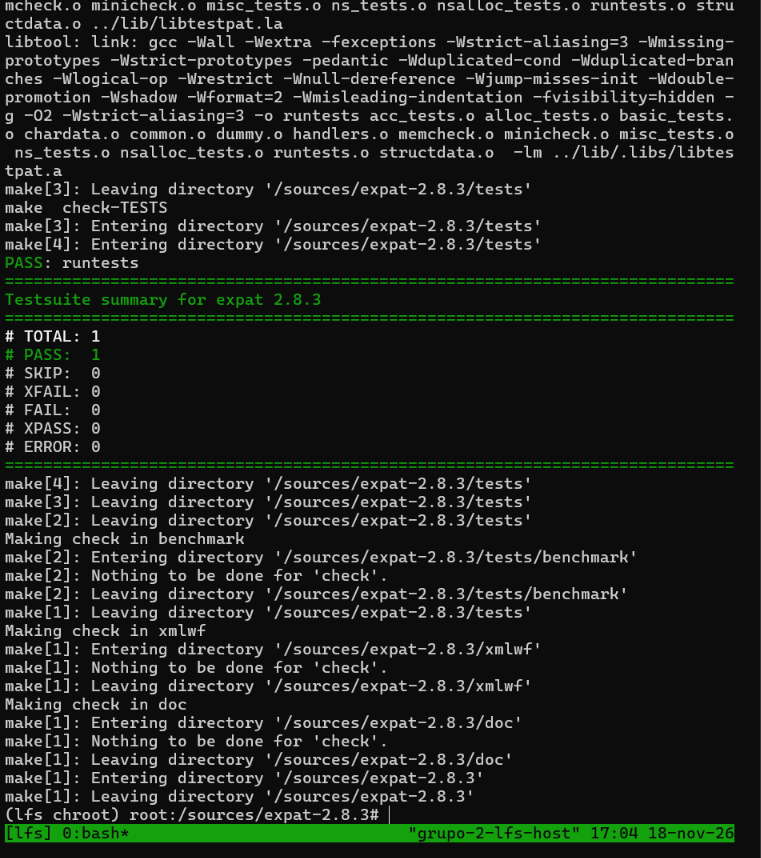 mcheck.o minicheck.o misc_tests.o ns_tests.o nsalloc_tests.o runtests.o stru
ctdata.o ../lib/libtestpat.la
libtool: link: gcc -Wall -Wextra -fexceptions -Wstrict-aliasing=3 -Wmissing-
prototypes -Wstrict-prototypes -pedantic -Wduplicated-cond -Wduplicated-bran
ches -Wlogical-op -Wrestrict -Wnull-dereference -Wjump-misses-init -Wdouble-
promotion -Wshadow -Wformat=2 -Wmisleading-indentation -fvisibility=hidden -
g -O2 -Wstrict-aliasing=3 -o runtests acc_tests.o alloc_tests.o basic_tests.
o chardata.o common.o dummy.o handlers.o memcheck.o minicheck.o misc_tests.o
 ns_tests.o nsalloc_tests.o runtests.o structdata.o  -lm ../lib/.libs/libtes
tpat.a
make[3]: Leaving directory '/sources/expat-2.8.3/tests'
make  check-TESTS
make[3]: Entering directory '/sources/expat-2.8.3/tests'
make[4]: Entering directory '/sources/expat-2.8.3/tests'
PASS: runtests
============================================================================
Testsuite summary for expat 2.8.3
============================================================================
# TOTAL: 1
# PASS:  1
# SKIP:  0
# XFAIL: 0
# FAIL:  0
# XPASS: 0
# ERROR: 0
============================================================================
make[4]: Leaving directory '/sources/expat-2.8.3/tests'
make[3]: Leaving directory '/sources/expat-2.8.3/tests'
make[2]: Leaving directory '/sources/expat-2.8.3/tests'
Making check in benchmark
make[2]: Entering directory '/sources/expat-2.8.3/tests/benchmark'
make[2]: Nothing to be done for 'check'.
make[2]: Leaving directory '/sources/expat-2.8.3/tests/benchmark'
make[1]: Leaving directory '/sources/expat-2.8.3/tests'
Making check in xmlwf
make[1]: Entering directory '/sources/expat-2.8.3/xmlwf'
make[1]: Nothing to be done for 'check'.
make[1]: Leaving directory '/sources/expat-2.8.3/xmlwf'
Making check in doc
make[1]: Entering directory '/sources/expat-2.8.3/doc'
make[1]: Nothing to be done for 'check'.
make[1]: Leaving directory '/sources/expat-2.8.3/doc'
make[1]: Entering directory '/sources/expat-2.8.3'
make[1]: Leaving directory '/sources/expat-2.8.3'
(lfs chroot) root:/sources/expat-2.8.3#
[lfs] 0:bash* "grupo-2-lfs-host" 17:04 18-nov-26